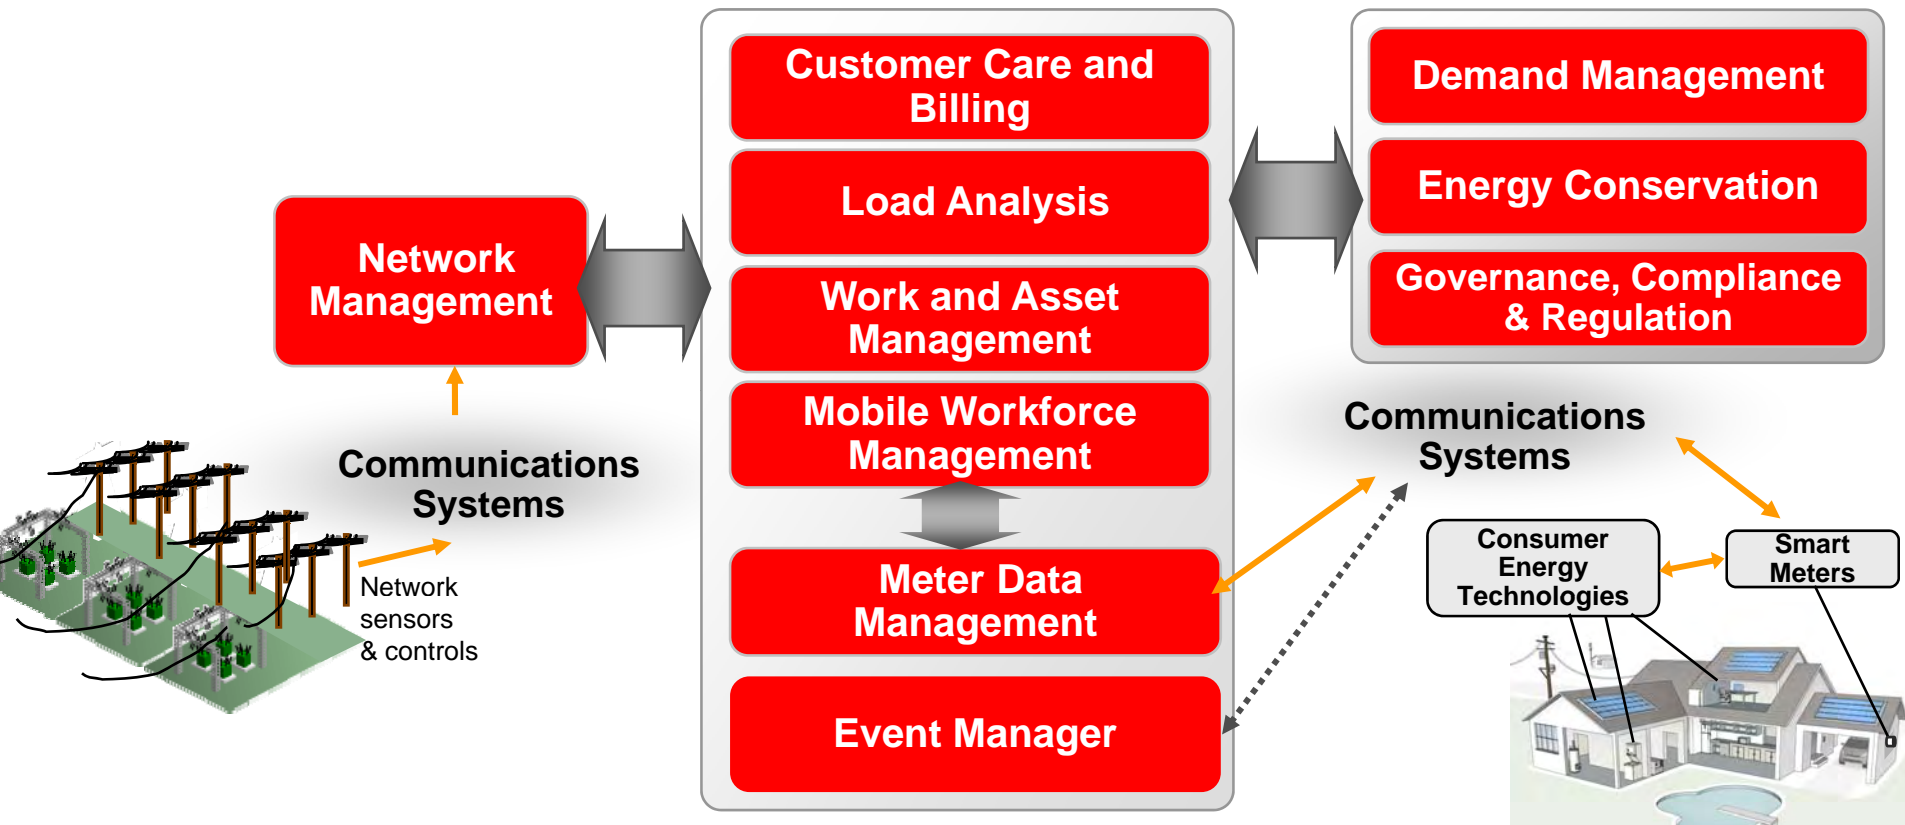 Customer Care and
Billing
Load Analysis
Work and Asset
Management
Mobile Workforce
Management
Meter Data
Management
Event Manager
Demand Management
Energy Conservation
Governance, Compliance
& Regulation
Network
Management
Communications
Systems
Network
sensors
& controls
Communications
Systems
Consumer
Energy
Technologies
Smart
Meters